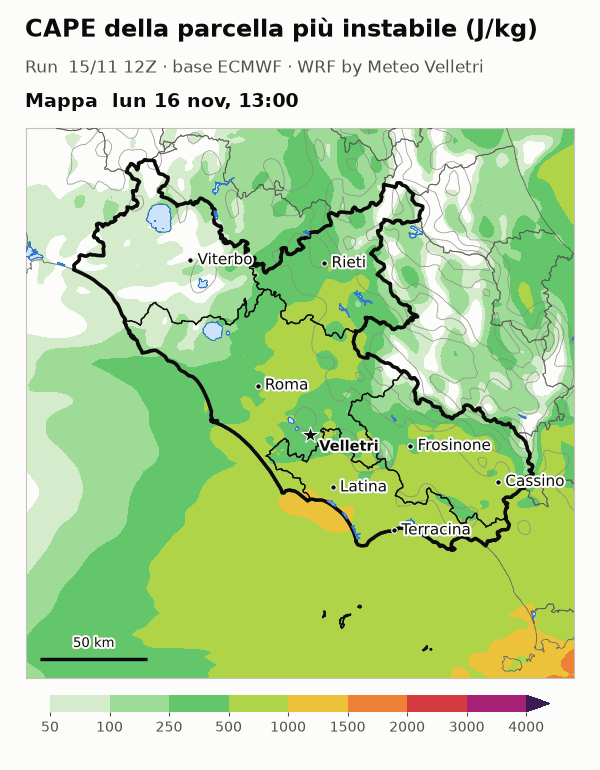 CAPE della parcella più instabile (J/kg)
Run  15/11 12Z · base ECMWF · WRF by Meteo Velletri
Mappa  lun 16 nov, 13:00
Viterbo
Rieti
Roma
Velletri
Frosinone
Cassino
Latina
Terracina
50 km
50 100 250 500 1000 1500 2000 3000 4000